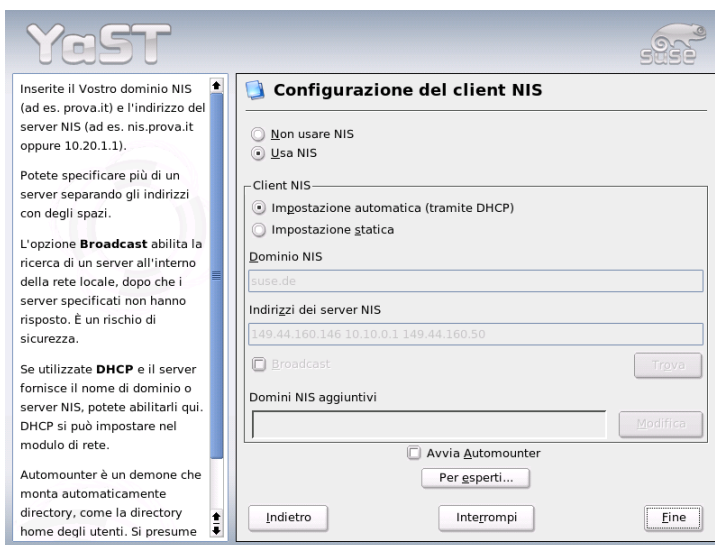 YaST
SUSE
Inserite il Vostro dominio NIS
(ad es. prova.it) e l'indirizzo del
server NIS (ad es. nis.prova.it
oppure 10.20.1.1).
Potete specificare più di un
server separando gli indirizzi
con degli spazi.
L'opzione Broadcast abilita la
ricerca di un server all'interno
della rete locale, dopo che i
server specificati non hanno
risposto. È un rischio di
sicurezza.
Se utilizzate DHCP e il server
fornisce il nome di dominio o
server NIS, potete abilitarli qui.
DHCP si può impostare nel
modulo di rete.
Automounter è un demone che
monta automaticamente
directory, come la directory
home degli utenti. Si presume
Configurazione del client NIS
Non usare NIS
Usa NIS
Client NIS
Impostazione automatica (tramite DHCP)
Impostazione statica
Dominio NIS
suse.de
Indirizzi dei server NIS
149.44.160.146 10.10.0.1 149.44.160.50
Broadcast
Trova
Domini NIS aggiuntivi
Modifica
Avvia Automounter
Per esperti...
Indietro
Interrompi
Fine